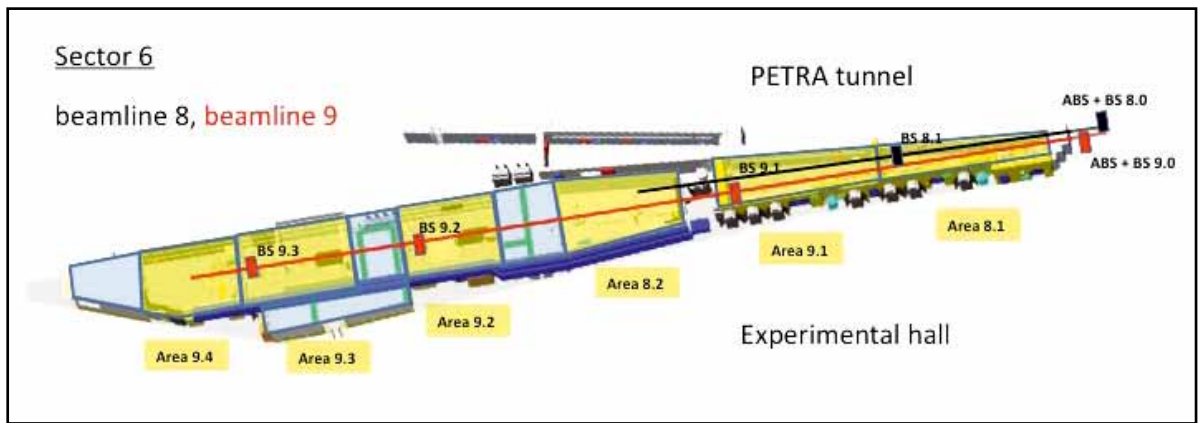 Sector 6
PETRA tunnel
beamline 8, beamline 9
ABS + BS 8.0
BS 8.1
ABS + BS 9.0
BS 9.1
BS 9.2
BS 9.3
Area 8.1
Area 9.1
Area 8.2
Area 9.2
Experimental hall
Area 9.3
Area 9.4